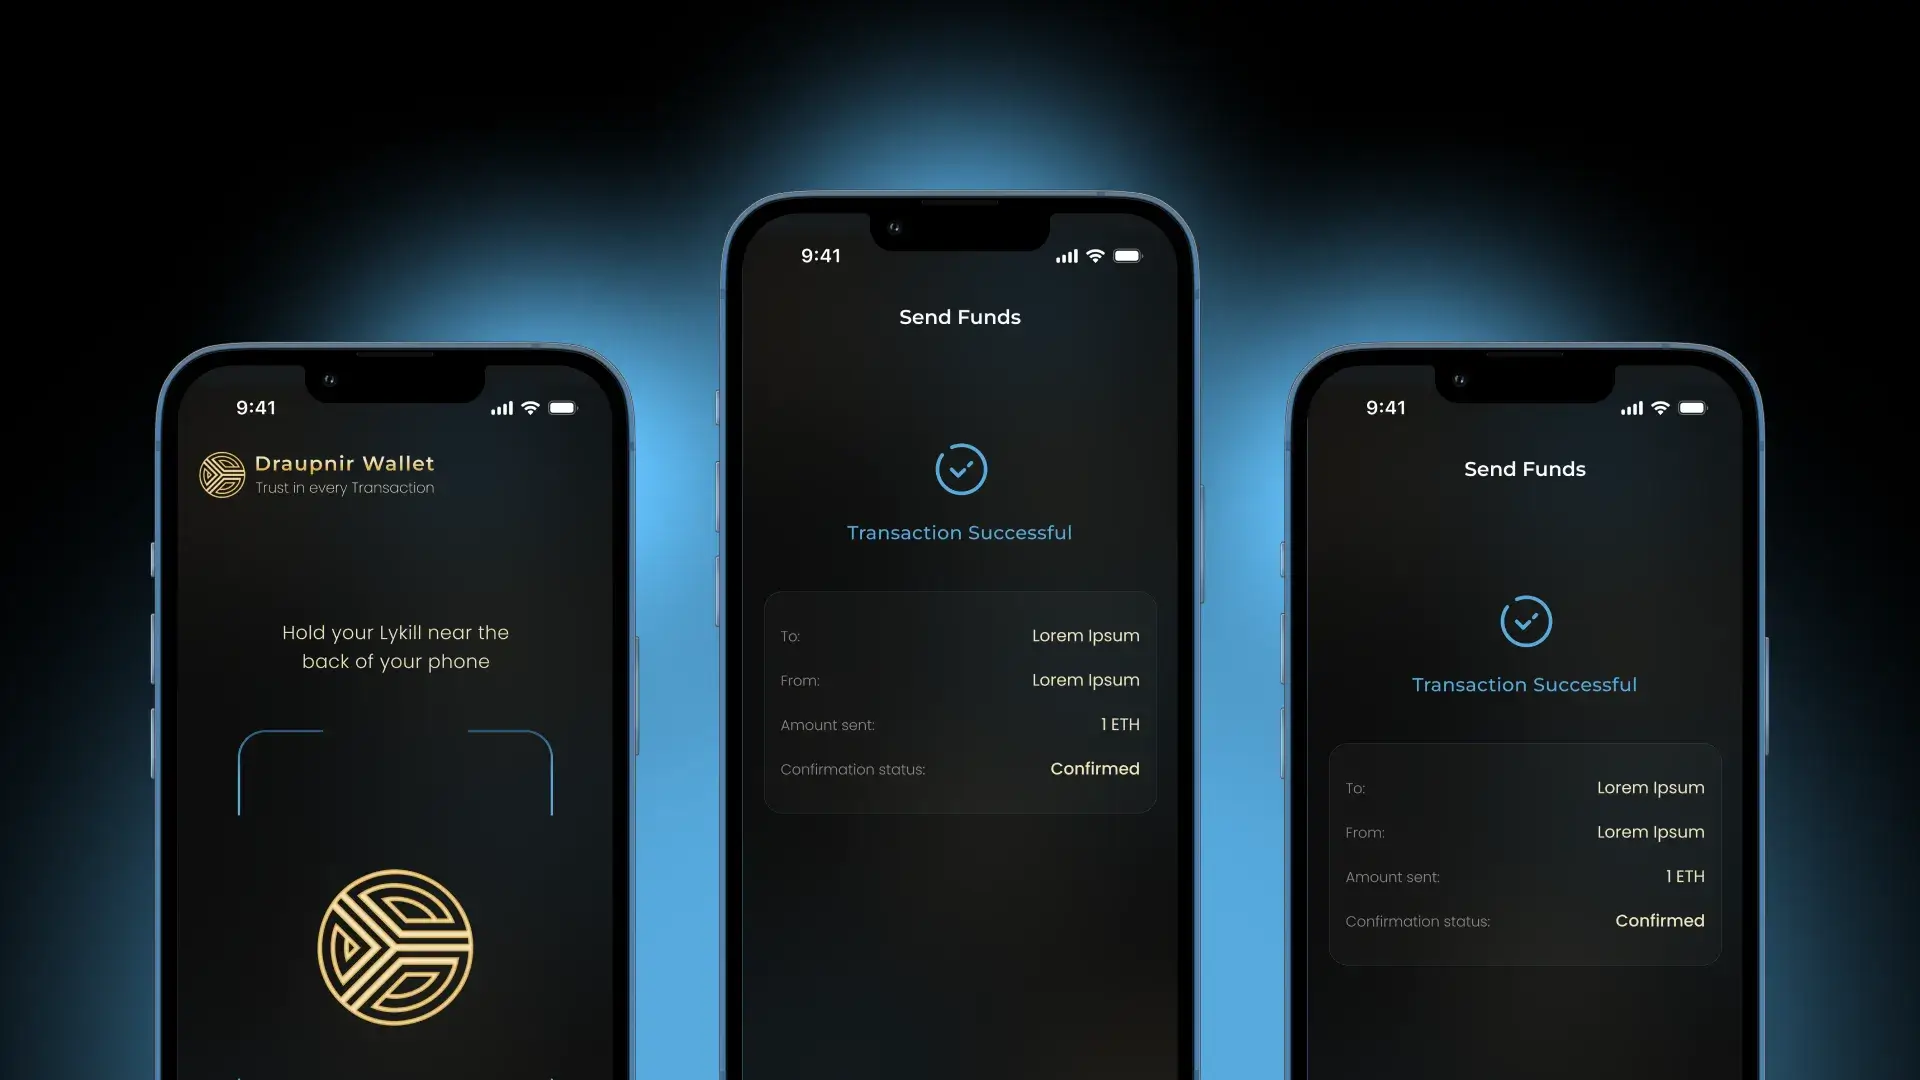 9:41
Draupnir Wallet
Trust in every Transaction
Hold your Lykill near the
back of your phone
9:41
Send Funds
Transaction Successful
To: Lorem Ipsum
From: Lorem Ipsum
Amount sent: 1 ETH
Confirmation status: Confirmed
9:41
Send Funds
Transaction Successful
To: Lorem Ipsum
From: Lorem Ipsum
Amount sent: 1 ETH
Confirmation status: Confirmed